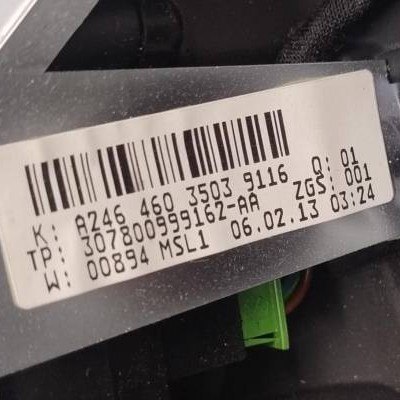 K: A246 460 3503 9116 Q: 01
TP: 307800999162-AA ZGS: 001
W: 00894 MSL1 06.02.13 03:24